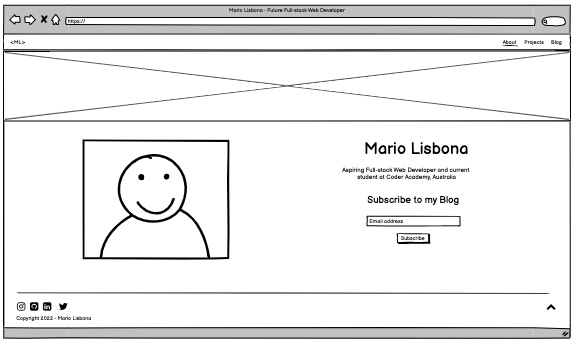 Mario Lisbona - Future Full-stack Web Developer
https://
<ML>
About Projects Blog
Mario Lisbona
Aspiring Full-stack Web Developer and current
student at Coder Academy, Australia
Subscribe to my Blog
Email address
Subscribe
Copyright 2022 - Mario Lisbona